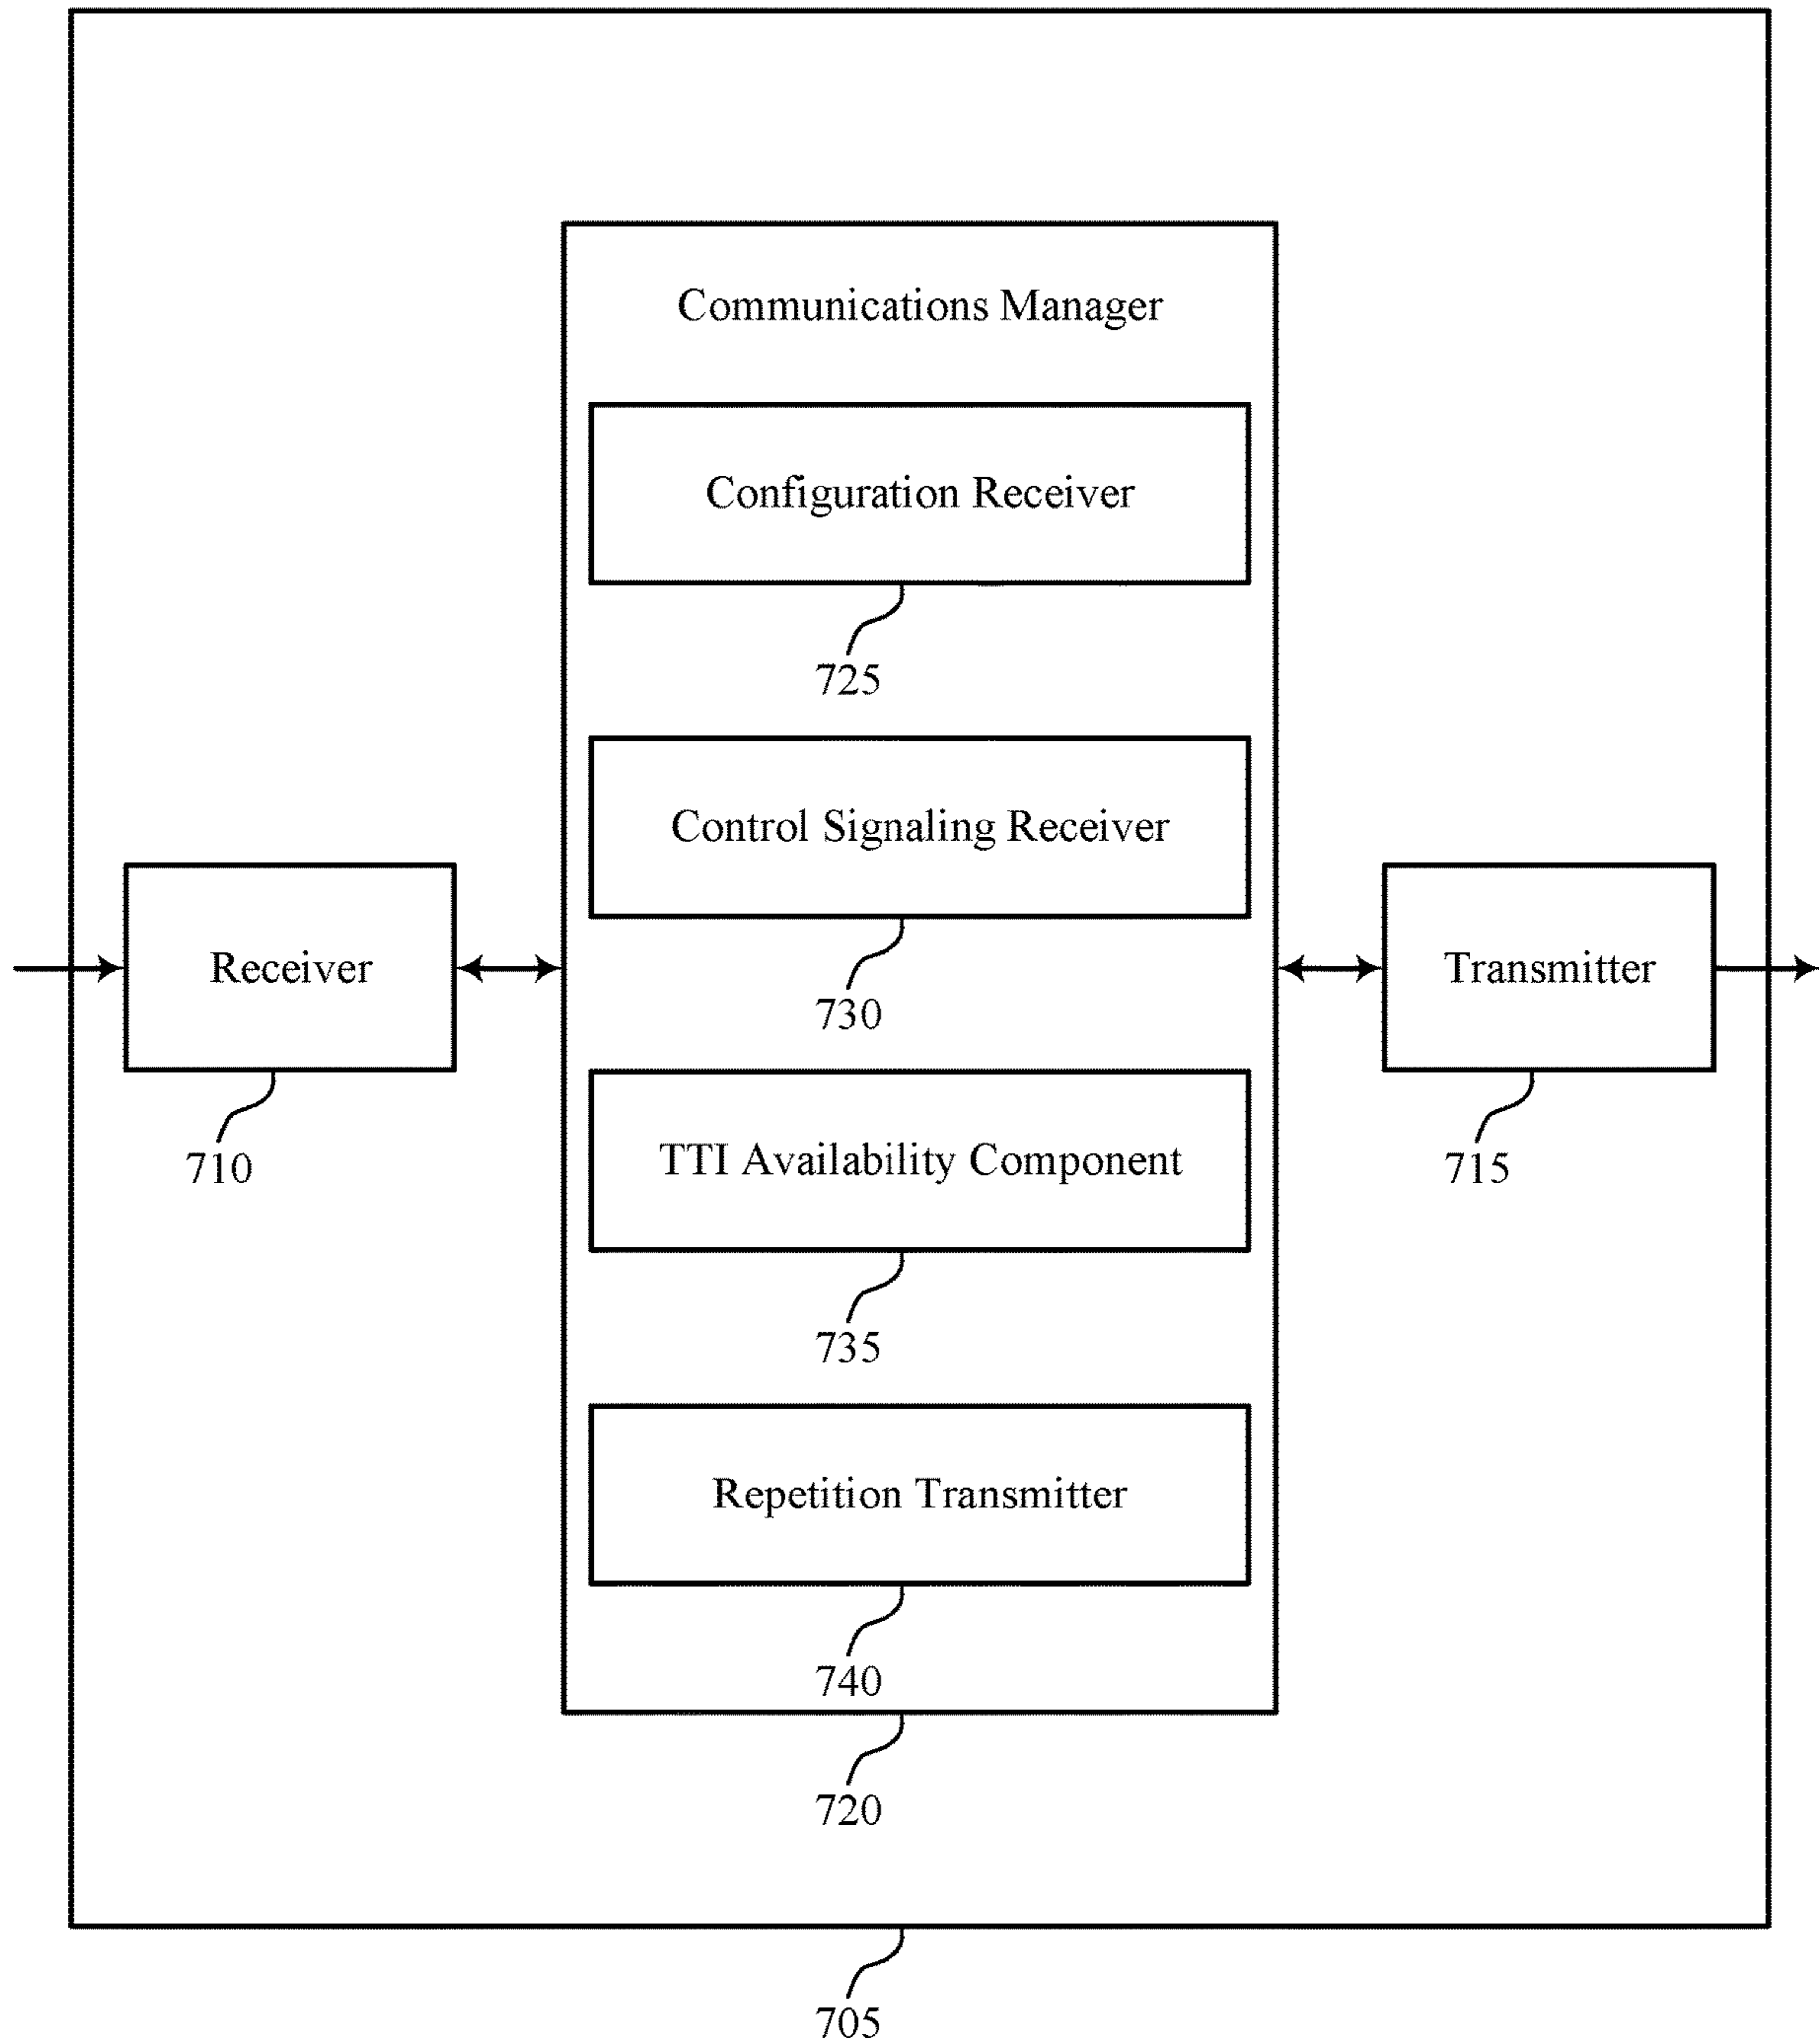 Communications Manager
Configuration Receiver
725
Control Signaling Receiver
730
Receiver
710
Transmitter
715
TTI Availability Component
735
Repetition Transmitter
740
720
705